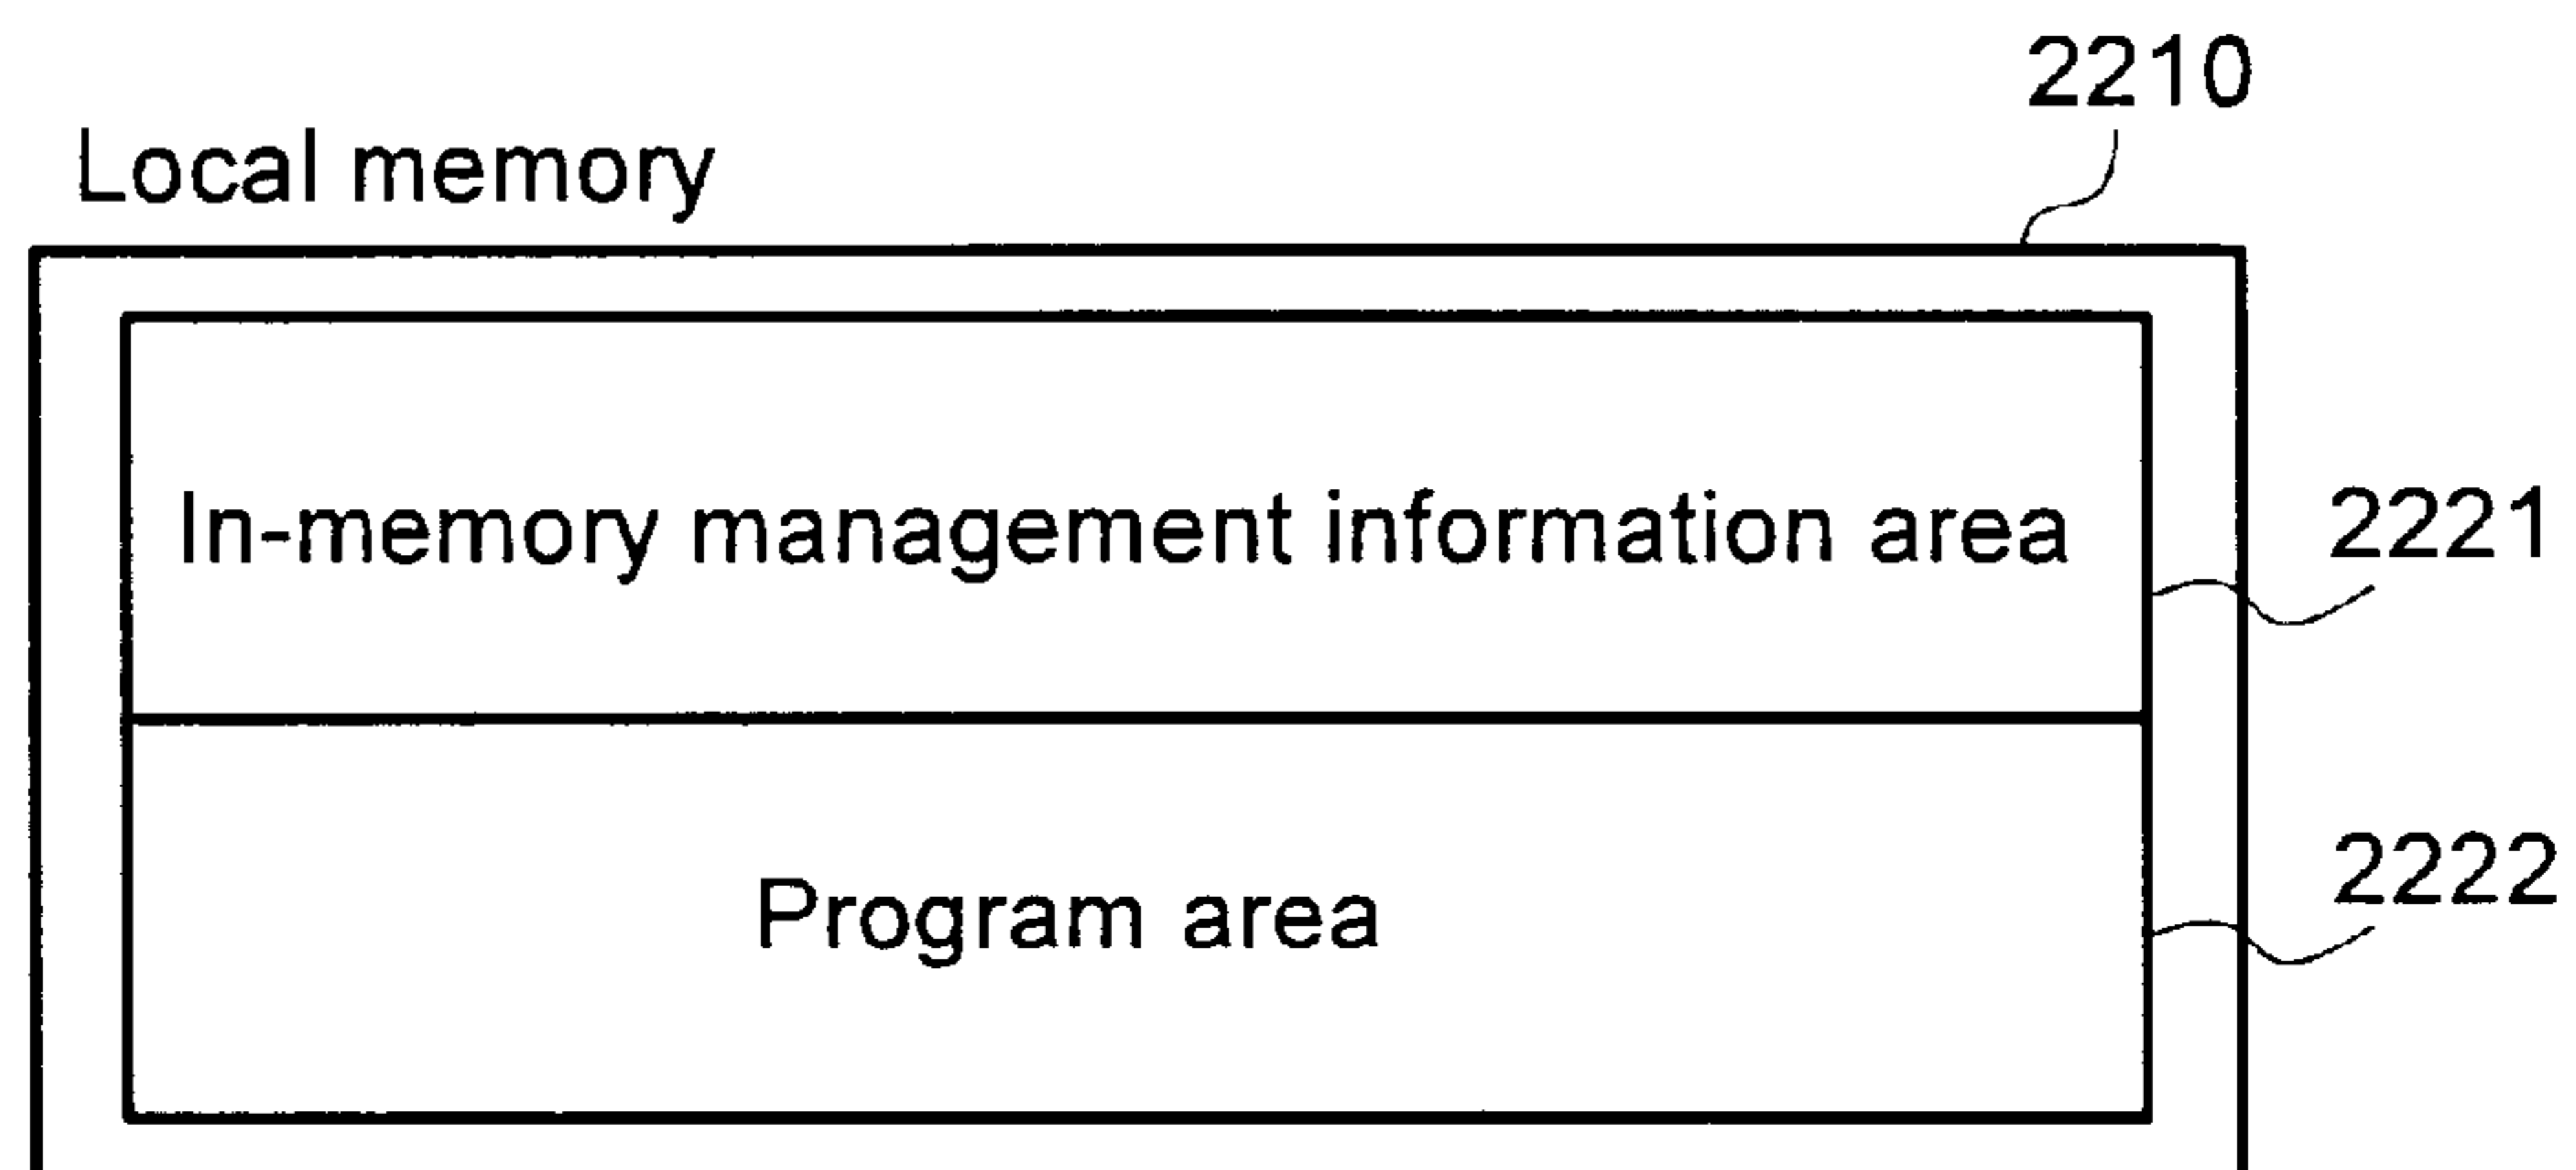 2210
Local memory
In-memory management information area
2221
Program area
2222